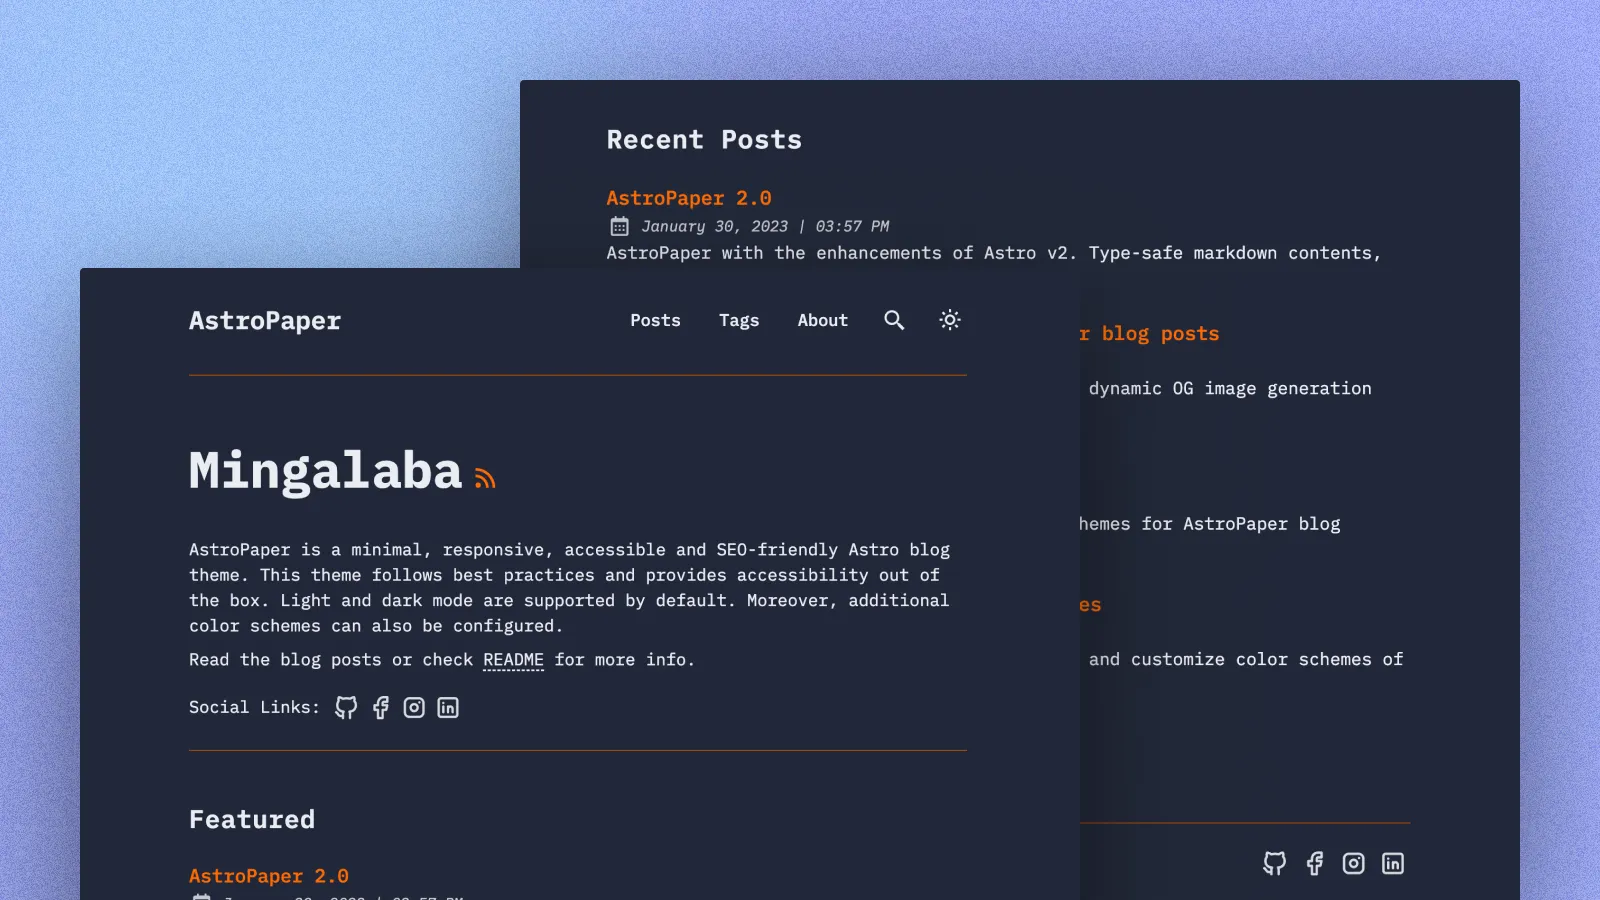 Recent Posts
AstroPaper 2.0
January 30, 2023 | 03:57 PM
AstroPaper with the enhancements of Astro v2. Type-safe markdown contents,
r blog posts
dynamic OG image generation
hemes for AstroPaper blog
es
and customize color schemes of
AstroPaper
Posts Tags About
Mingalaba
AstroPaper is a minimal, responsive, accessible and SEO-friendly Astro blog
theme. This theme follows best practices and provides accessibility out of
the box. Light and dark mode are supported by default. Moreover, additional
color schemes can also be configured.
Read the blog posts or check README for more info.
Social Links:
Featured
AstroPaper 2.0